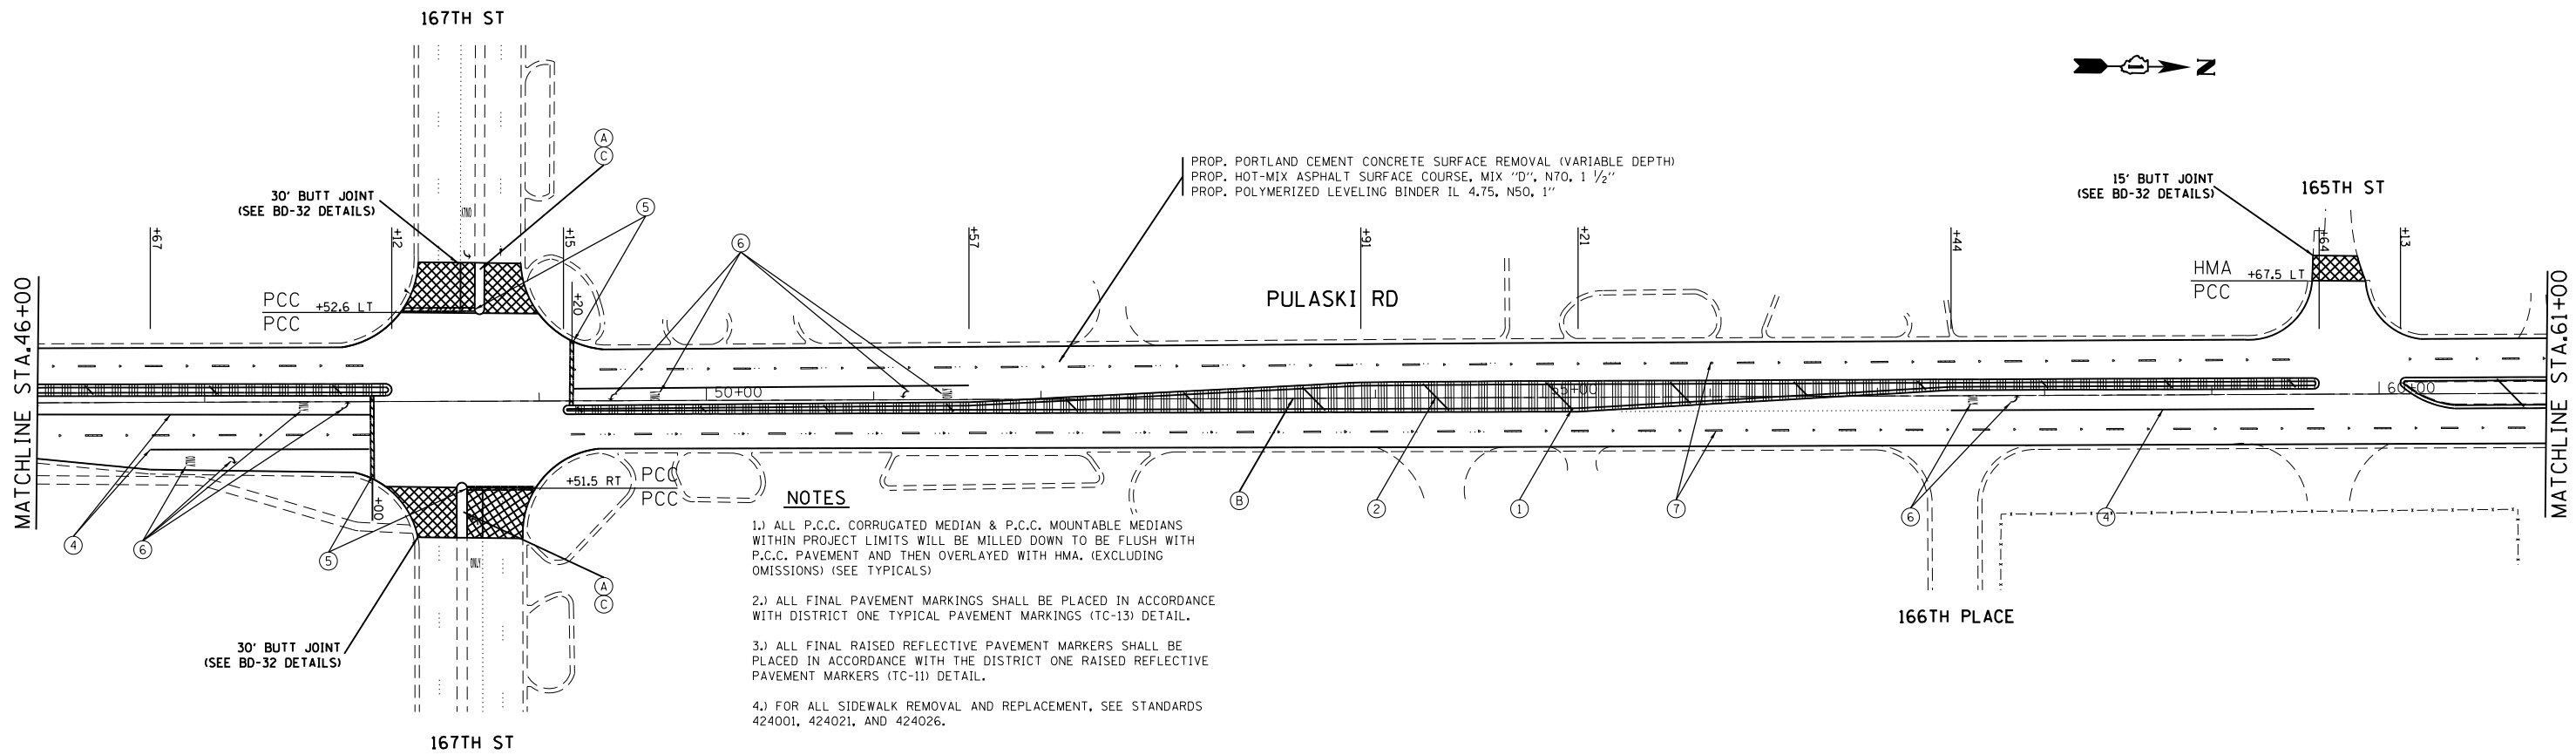 167TH ST
N
A
C
PROP. PORTLAND CEMENT CONCRETE SURFACE REMOVAL (VARIABLE DEPTH)
PROP. HOT-MIX ASPHALT SURFACE COURSE, MIX "D", N70, 1 1/2"
PROP. POLYMERIZED LEVELING BINDER IL 4.75, N50, 1"
30' BUTT JOINT
(SEE BD-32 DETAILS)
ONLY
5
15' BUTT JOINT
(SEE BD-32 DETAILS)
165TH ST
6
+67
+12
+15
+57
+91
+21
+44
+64
+13
MATCHLINE STA.46+00
PCC
+52.6 LT
PCC
+20
PULASKI RD
HMA
+67.5 LT
PCC
MATCHLINE STA.61+00
50+00
55+00
60+00
ONLY
ONLY
ONLY
ONLY
ONLY
4
6
5
+00
PCC
+51.5 RT
PCC
B
2
1
7
6
4
ONLY
A
C
NOTES
1.) ALL P.C.C. CORRUGATED MEDIAN & P.C.C. MOUNTABLE MEDIANS
WITHIN PROJECT LIMITS WILL BE MILLED DOWN TO BE FLUSH WITH
P.C.C. PAVEMENT AND THEN OVERLAYED WITH HMA. (EXCLUDING
OMISSIONS) (SEE TYPICALS)
2.) ALL FINAL PAVEMENT MARKINGS SHALL BE PLACED IN ACCORDANCE
WITH DISTRICT ONE TYPICAL PAVEMENT MARKINGS (TC-13) DETAIL.
3.) ALL FINAL RAISED REFLECTIVE PAVEMENT MARKERS SHALL BE
PLACED IN ACCORDANCE WITH THE DISTRICT ONE RAISED REFLECTIVE
PAVEMENT MARKERS (TC-11) DETAIL.
4.) FOR ALL SIDEWALK REMOVAL AND REPLACEMENT, SEE STANDARDS
424001, 424021, AND 424026.
30' BUTT JOINT
(SEE BD-32 DETAILS)
166TH PLACE
167TH ST